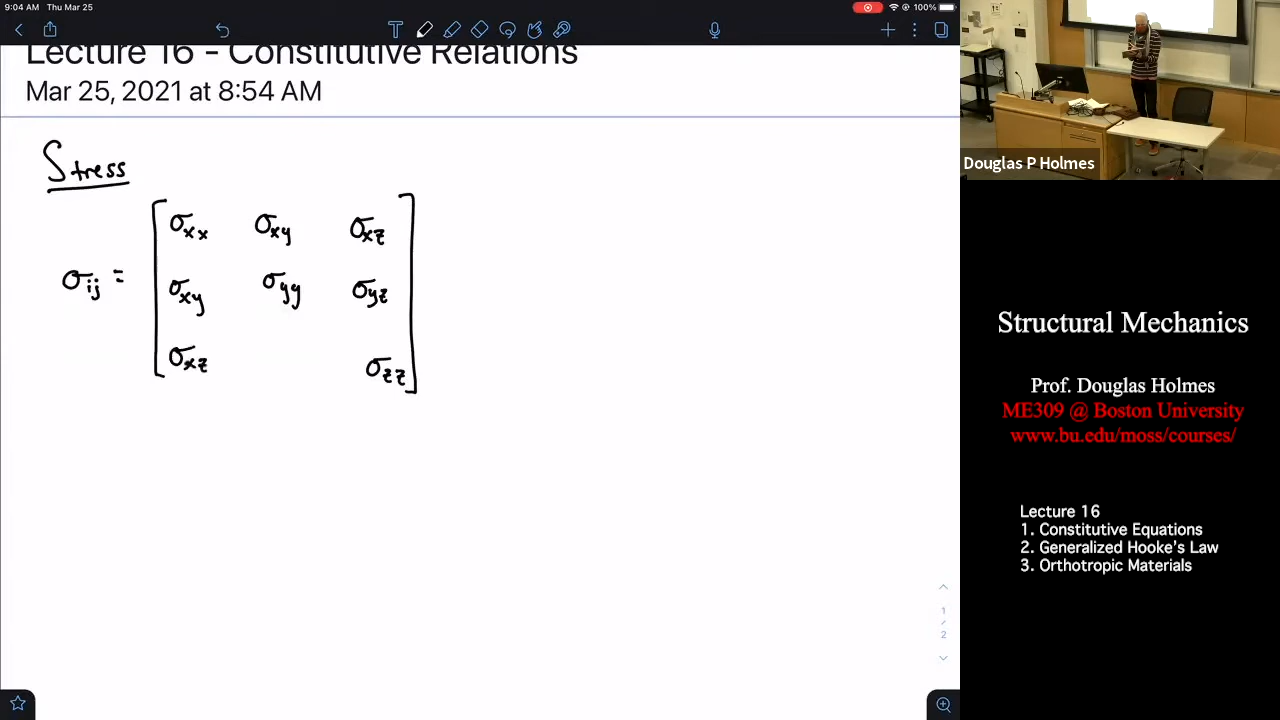 9:04 AM Thu Mar 25
100%
Lecture 16 - Constitutive Relations
Mar 25, 2021 at 8:54 AM
Stress
σxx σxy σxz
σij = σxy σyy σyz
σxz σzz
1
/
2
Douglas P Holmes
Structural Mechanics
Prof. Douglas Holmes
ME309 @ Boston University
www.bu.edu/moss/courses/
Lecture 16
1. Constitutive Equations
2. Generalized Hooke's Law
3. Orthotropic Materials